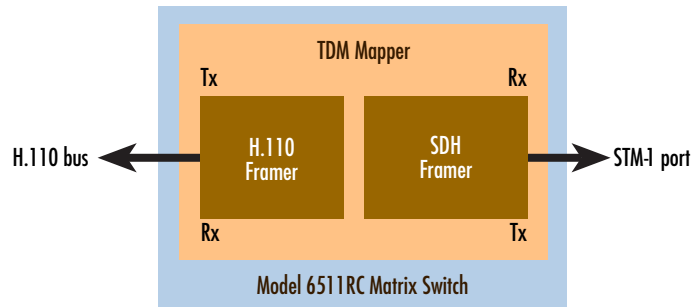 TDM Mapper
Tx
Rx
H.110 bus
H.110
Framer
SDH
Framer
STM-1 port
Rx
Tx
Model 6511RC Matrix Switch